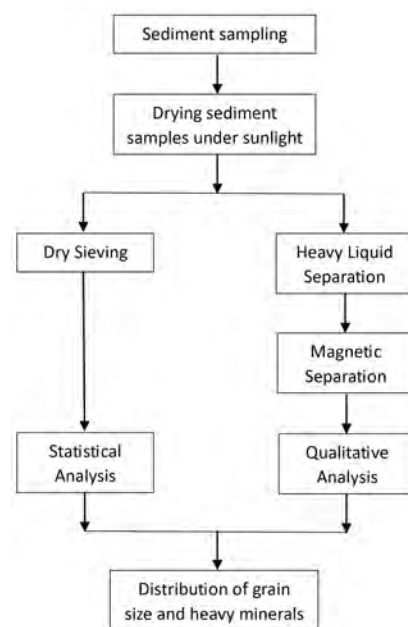 Sediment sampling
Drying sediment
samples under sunlight
Dry Sieving
Heavy Liquid
Separation
Magnetic
Separation
Statistical
Analysis
Qualitative
Analysis
Distribution of grain
size and heavy minerals